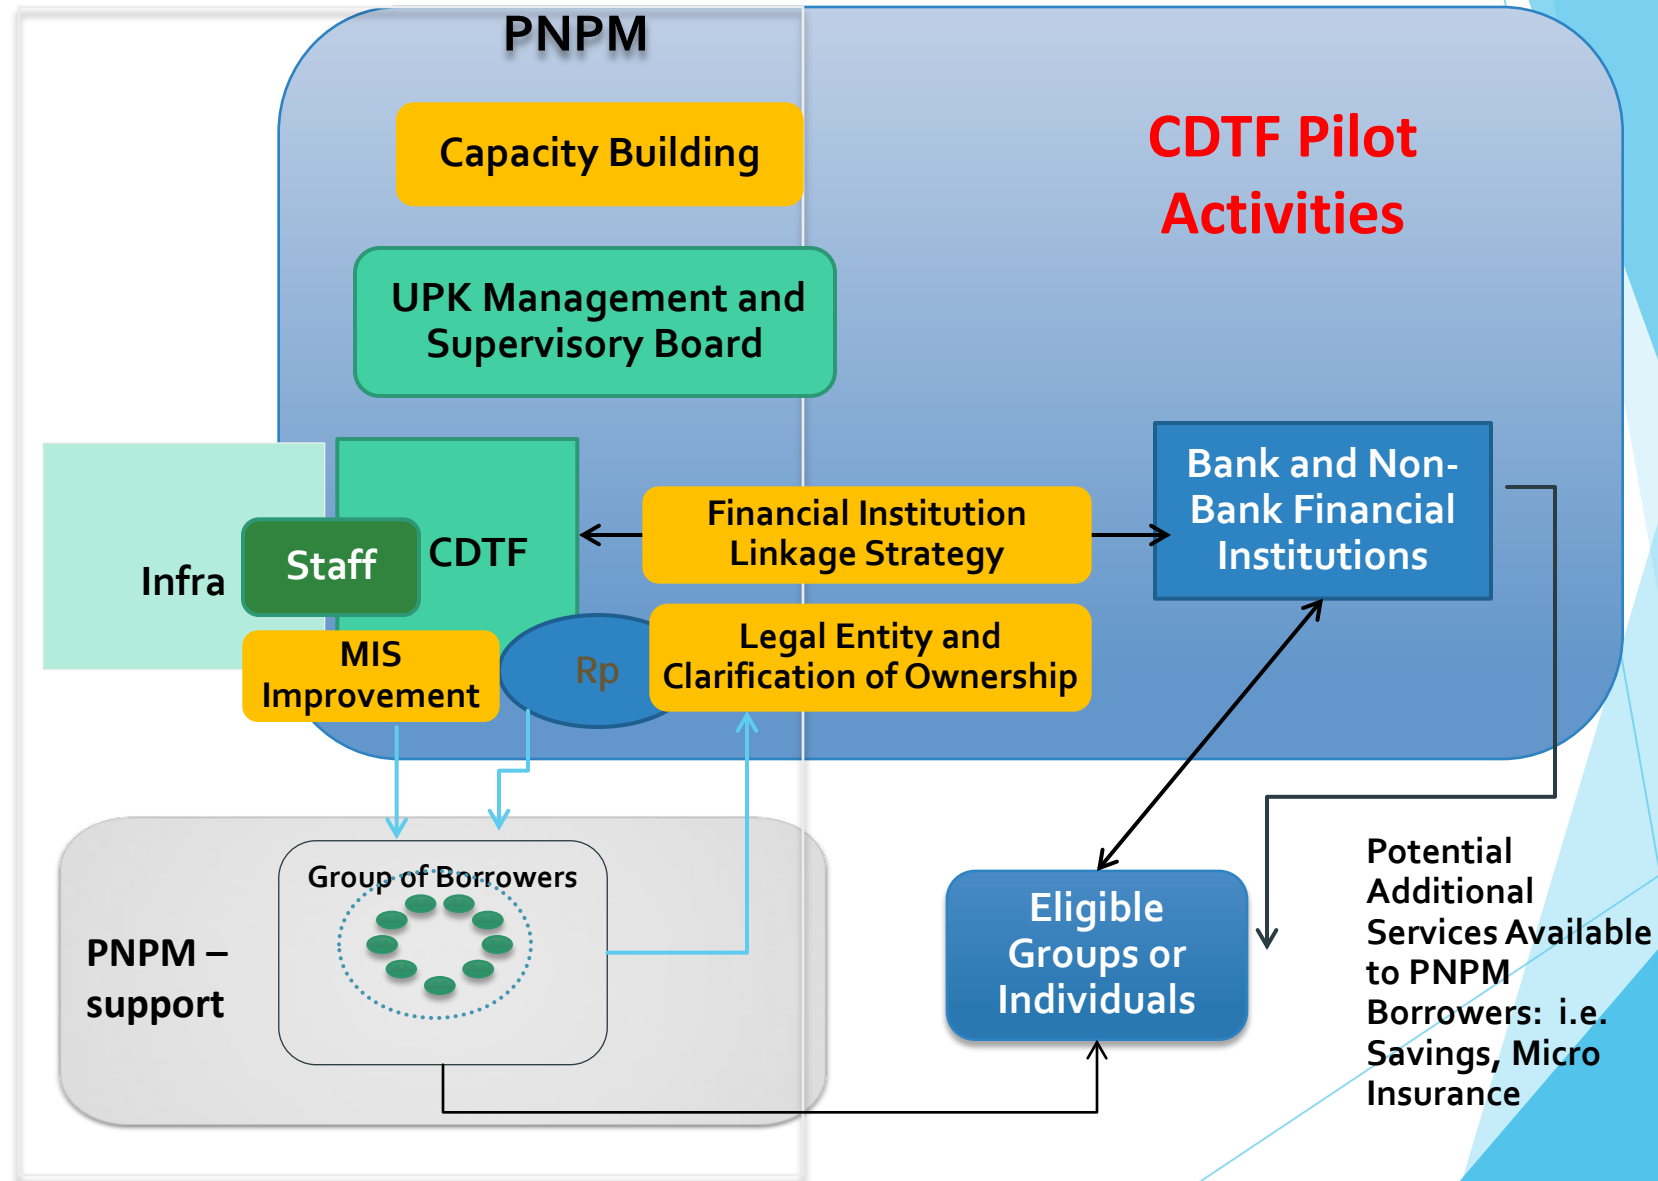 PNPM
CDTF Pilot
Activities
Capacity Building
UPK Management and
Supervisory Board
Bank and Non-
Bank Financial
Institutions
Financial Institution
Linkage Strategy
CDTF
Staff
Infra
MIS
Improvement
Rp
Legal Entity and
Clarification of Ownership
Group of Borrowers
PNPM –
support
Eligible
Groups or
Individuals
Potential
Additional
Services Available
to PNPM
Borrowers:  i.e.
Savings, Micro
Insurance